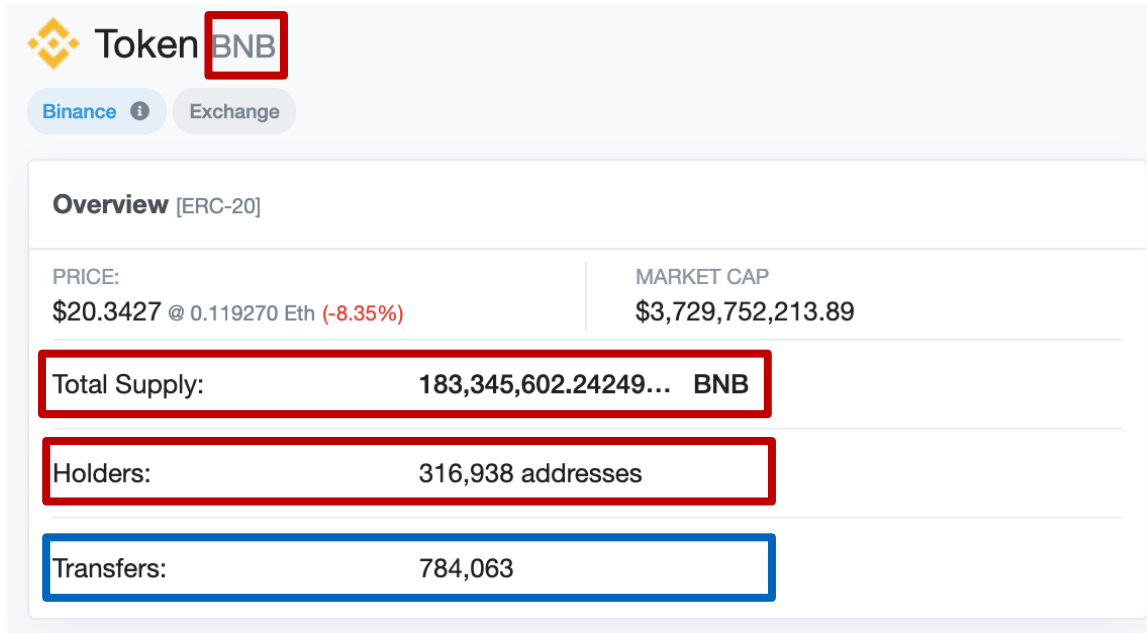 Token BNB
Binance Exchange
Overview [ERC-20]
PRICE:
$20.3427 @ 0.119270 Eth (-8.35%)
MARKET CAP
$3,729,752,213.89
Total Supply: 183,345,602.24249... BNB
Holders: 316,938 addresses
Transfers: 784,063